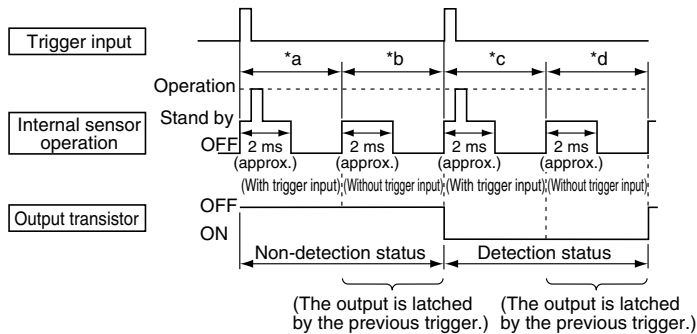 Trigger input
*a *b *c *d
Operation
Stand by
OFF
Internal sensor
operation
2 ms 2 ms 2 ms 2 ms
(approx.) (approx.) (approx.) (approx.)
(With trigger input) (Without trigger input) (With trigger input) (Without trigger input)
Output transistor
OFF
ON
Non-detection status Detection status
(The output is latched
by the previous trigger.)
(The output is latched
by the previous trigger.)